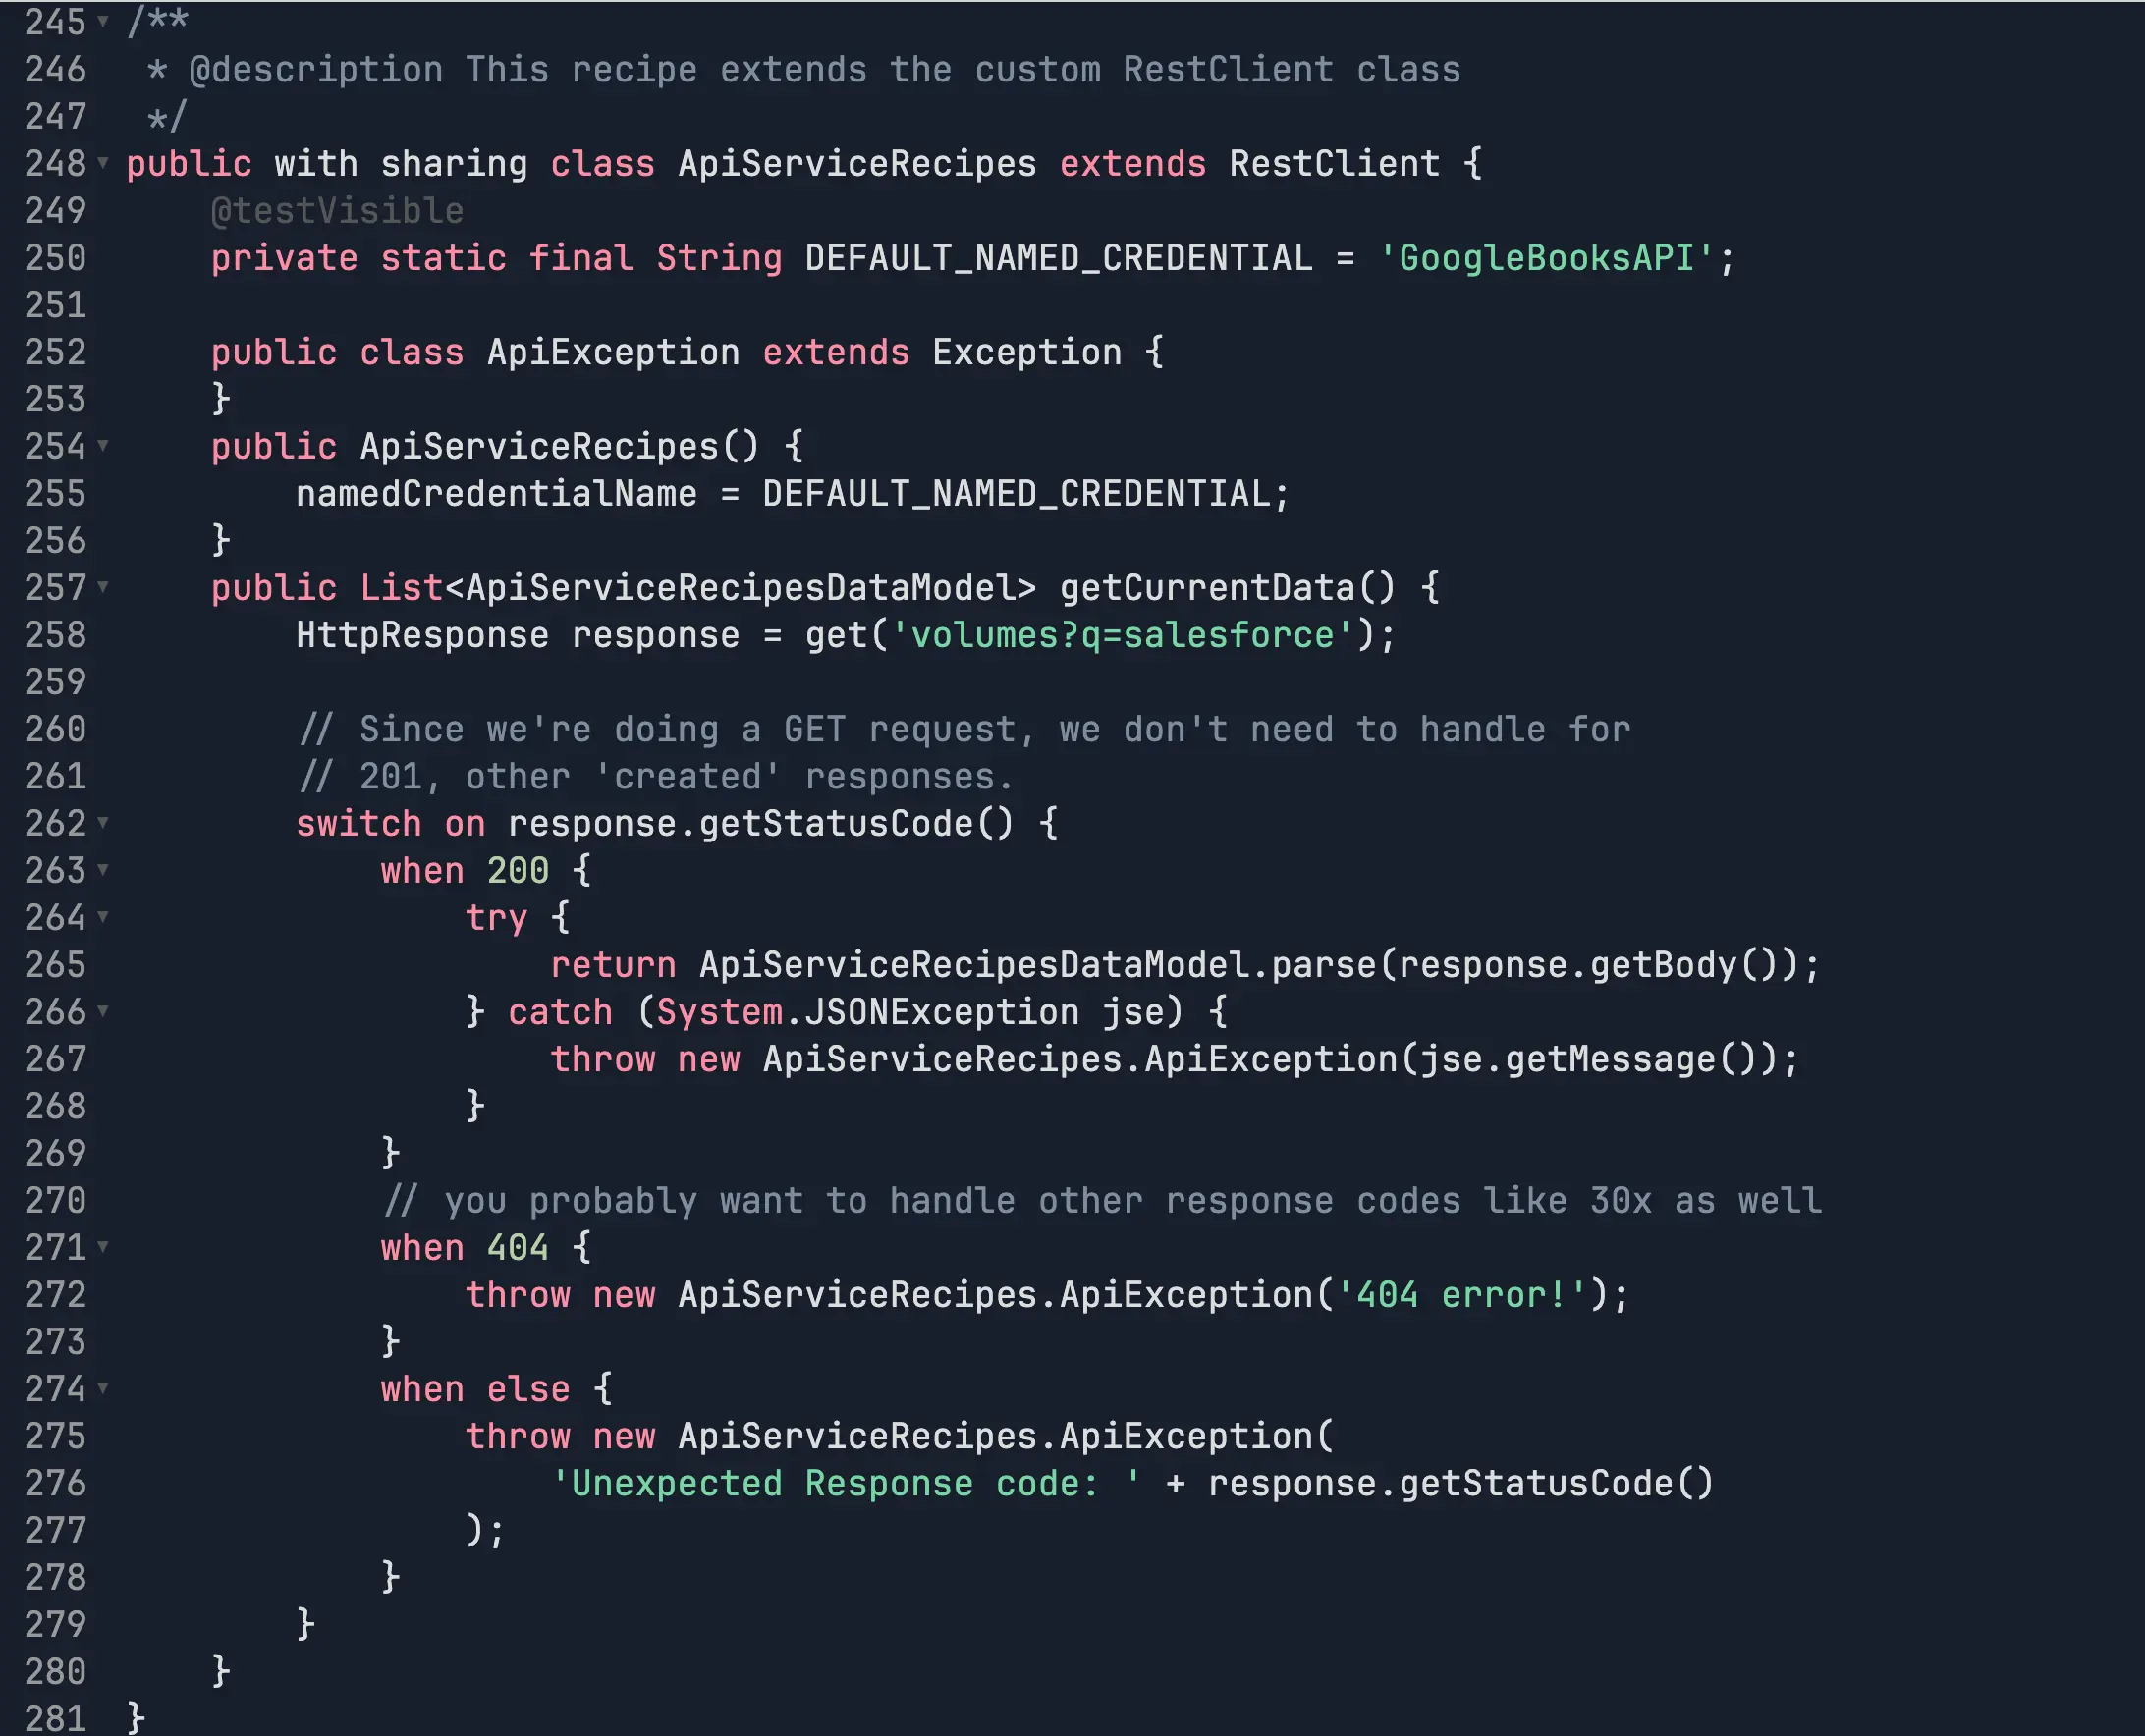 245 /**
246  * @description This recipe extends the custom RestClient class
247  */
248 public with sharing class ApiServiceRecipes extends RestClient {
249     @testVisible
250     private static final String DEFAULT_NAMED_CREDENTIAL = 'GoogleBooksAPI';
251
252     public class ApiException extends Exception {
253     }
254     public ApiServiceRecipes() {
255         namedCredentialName = DEFAULT_NAMED_CREDENTIAL;
256     }
257     public List<ApiServiceRecipesDataModel> getCurrentData() {
258         HttpResponse response = get('volumes?q=salesforce');
259
260         // Since we're doing a GET request, we don't need to handle for
261         // 201, other 'created' responses.
262         switch on response.getStatusCode() {
263             when 200 {
264                 try {
265                     return ApiServiceRecipesDataModel.parse(response.getBody());
266                 } catch (System.JSONException jse) {
267                     throw new ApiServiceRecipes.ApiException(jse.getMessage());
268                 }
269             }
270             // you probably want to handle other response codes like 30x as well
271             when 404 {
272                 throw new ApiServiceRecipes.ApiException('404 error!');
273             }
274             when else {
275                 throw new ApiServiceRecipes.ApiException(
276                     'Unexpected Response code: ' + response.getStatusCode()
277                 );
278             }
279         }
280     }
281 }